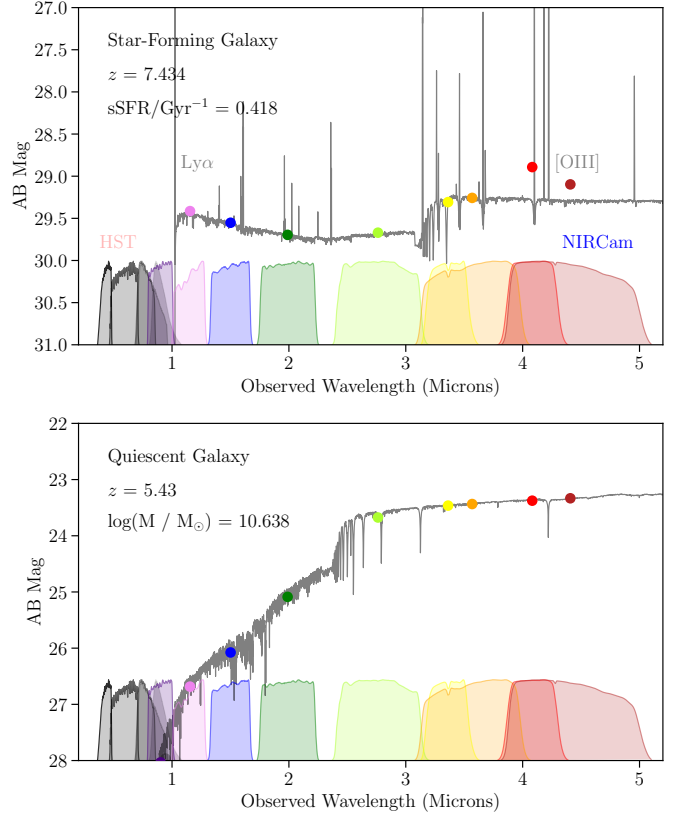 27.0
Star-Forming Galaxy
27.5
z = 7.434
28.0
sSFR/Gyr⁻¹ = 0.418
28.5
Lyα
[OIII]
29.0
AB Mag
29.5
HST
NIRCam
30.0
30.5
31.0
1
2
3
4
5
Observed Wavelength (Microns)
22
Quiescent Galaxy
23
z = 5.43
log(M / M⊙) = 10.638
24
25
AB Mag
26
27
28
1
2
3
4
5
Observed Wavelength (Microns)